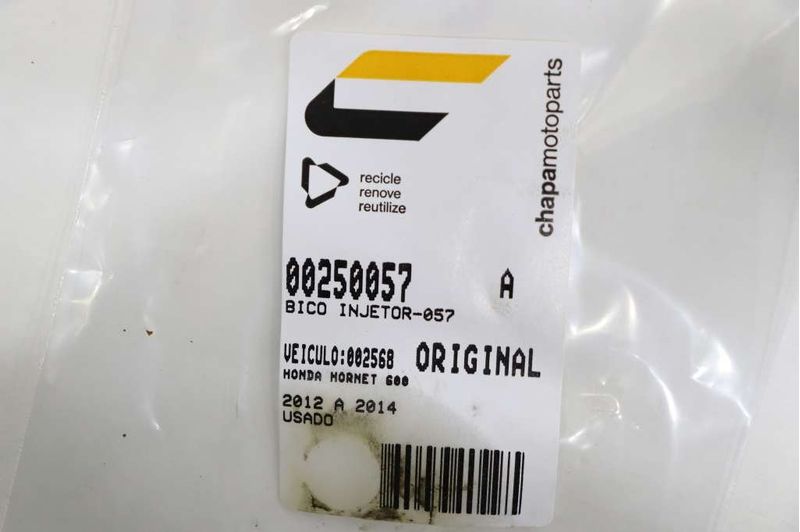 chapamotoparts
recicle
renove
reutilize
00250057 A
BICO INJETOR-057
VEICULO:002568 ORIGINAL
HONDA HORNET 600
2012 A 2014
USADO